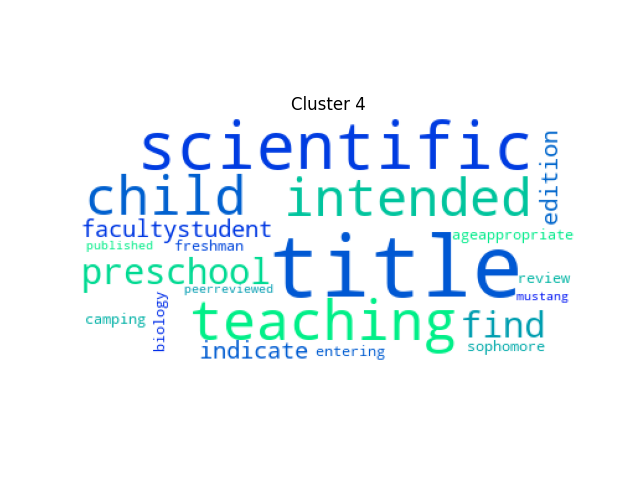 Cluster 4
scientific
edition
child
intended
facultystudent
ageappropriate
published
freshman
title
preschool
review
peerreviewed
mustang
biology
teaching
camping
find
indicate
entering
sophomore